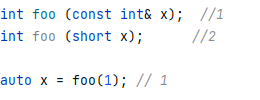 int foo (const int& x);  //1
int foo (short x);       //2
auto x = foo(1); // 1